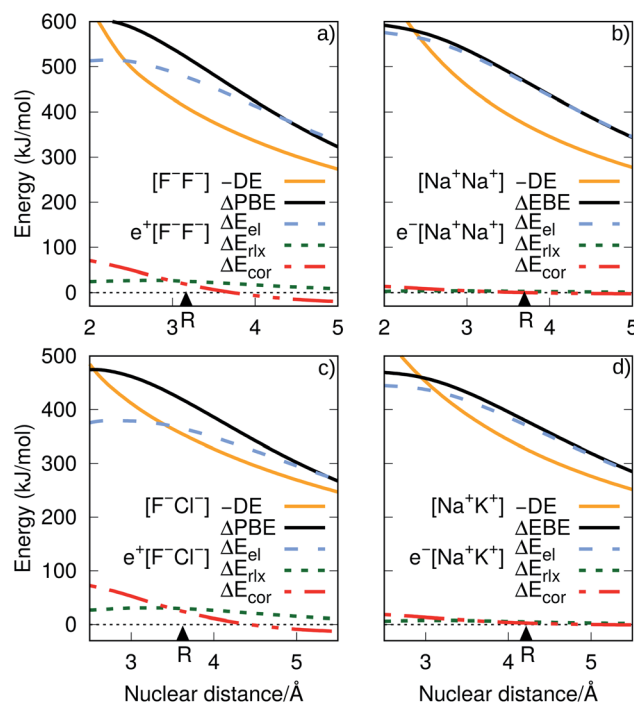 600
500
400
300
200
100
0
Energy (kJ/mol)
a)
[F⁻F⁻] -DE
ΔPBE
e⁺[F⁻F⁻] ΔE_el
ΔE_rlx
ΔE_cor
2 3 R 4 5
b)
[Na⁺Na⁺] -DE
ΔEBE
e⁻[Na⁺Na⁺] ΔE_el
ΔE_rlx
ΔE_cor
2 3 R 4 5
500
400
300
200
100
0
Energy (kJ/mol)
c)
[F⁻Cl⁻] -DE
ΔPBE
e⁺[F⁻Cl⁻] ΔE_el
ΔE_rlx
ΔE_cor
3 R 4 5
Nuclear distance/Å
d)
[Na⁺K⁺] -DE
ΔEBE
e⁻[Na⁺K⁺] ΔE_el
ΔE_rlx
ΔE_cor
3 4 R 5
Nuclear distance/Å